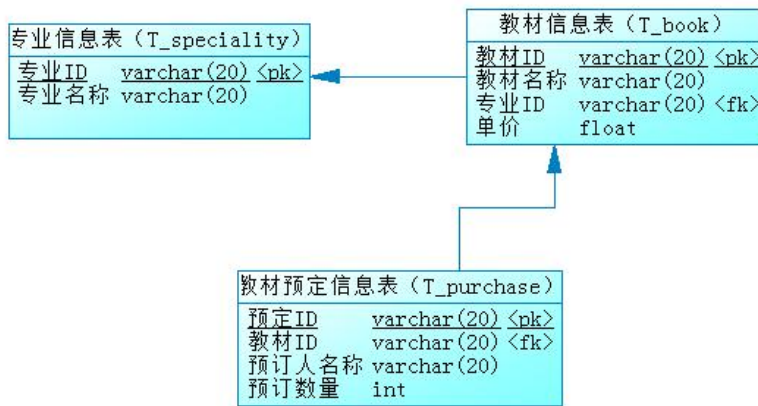 专业信息表（T_speciality）
专业ID varchar(20) <pk>
专业名称 varchar(20)
教材信息表（T_book）
教材ID varchar(20) <pk>
教材名称 varchar(20)
专业ID varchar(20) <fk>
单价 float
教材预定信息表（T_purchase）
预定ID varchar(20) <pk>
教材ID varchar(20) <fk>
预订人名称 varchar(20)
预订数量 int